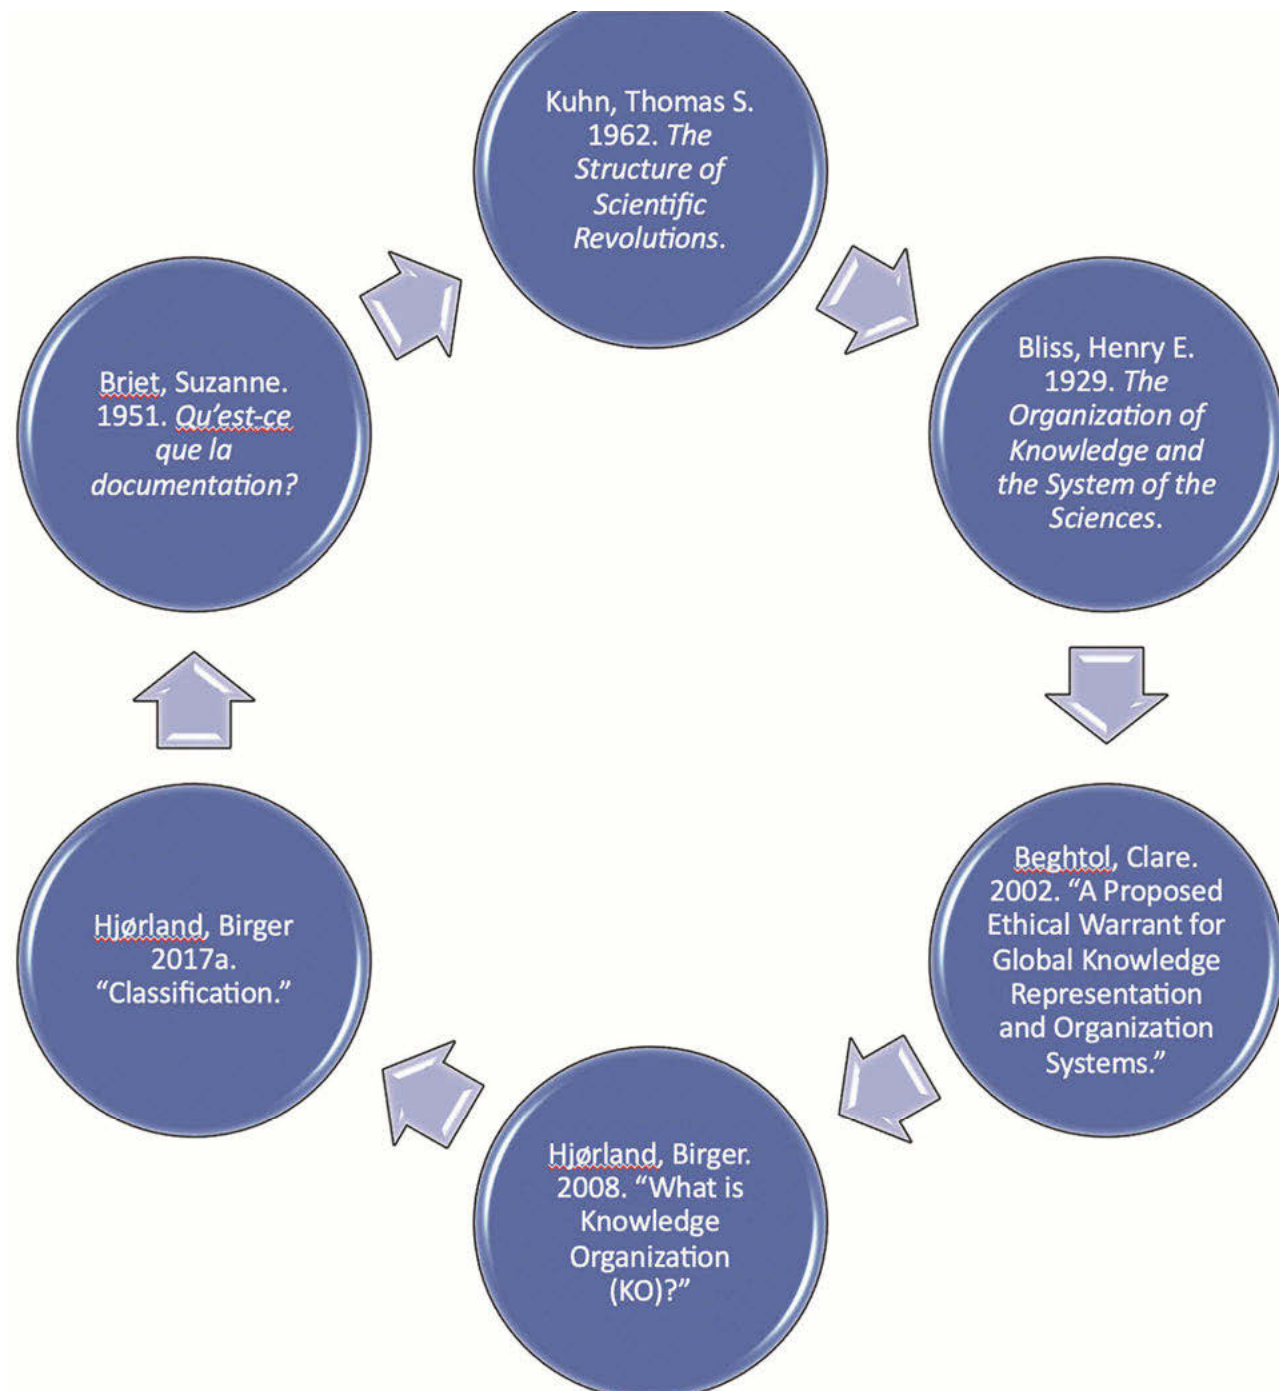 Kuhn, Thomas S.
1962. The
Structure of
Scientific
Revolutions.
Bliss, Henry E.
1929. The
Organization of
Knowledge and
the System of the
Sciences.
Beghtol, Clare.
2002. “A Proposed
Ethical Warrant for
Global Knowledge
Representation
and Organization
Systems.”
Hjørland, Birger.
2008. “What is
Knowledge
Organization
(KO)?”
Hjørland, Birger
2017a.
“Classification.”
Briet, Suzanne.
1951. Qu’est-ce
que la
documentation?